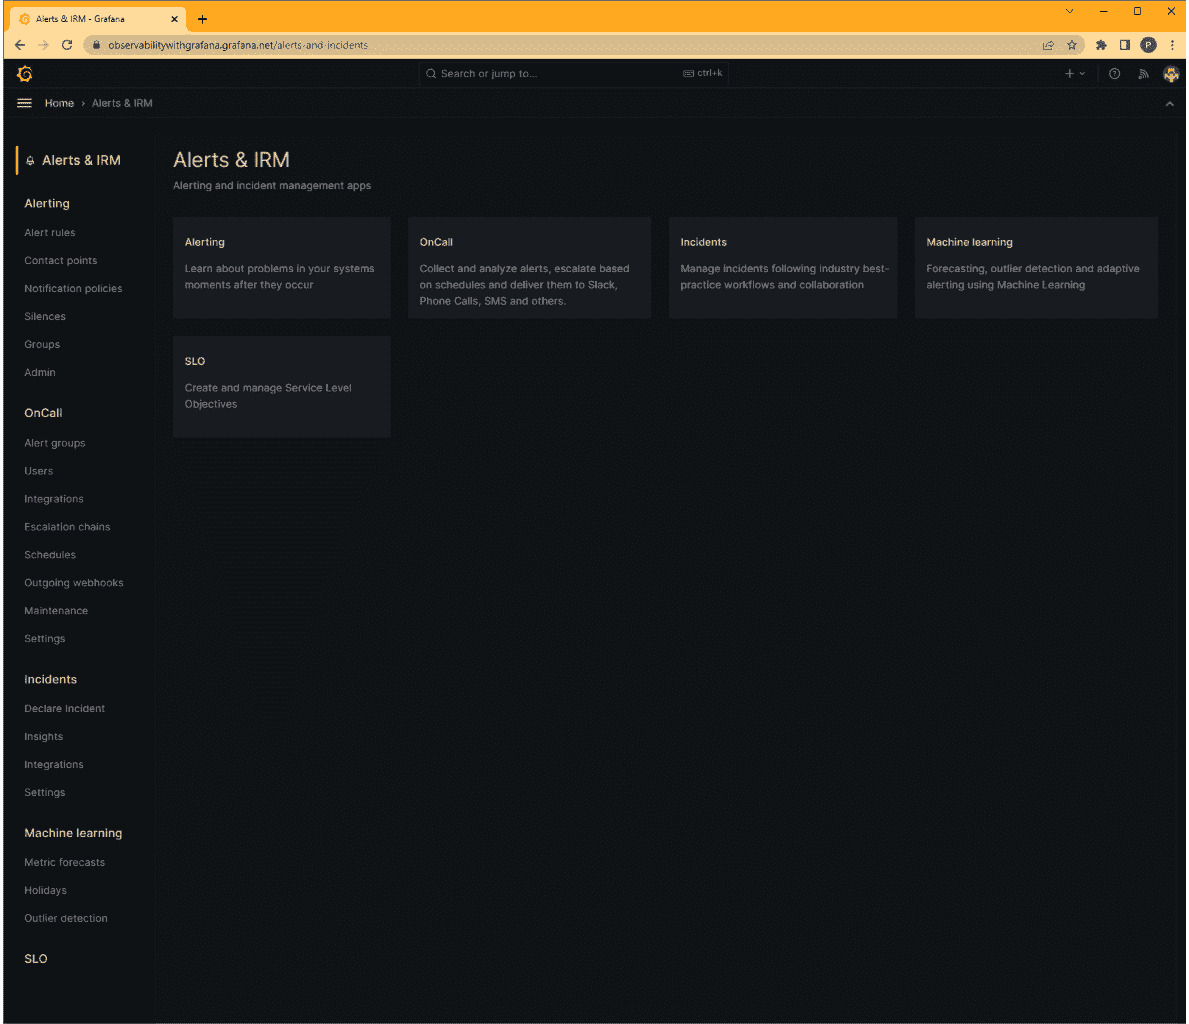 Alerts & IRM - Grafana
observabilitywithgrafana.grafana.net/alerts-and-incidents
P
Search or jump to...
ctrl+k
Home › Alerts & IRM
Alerts & IRM
Alerting
Alert rules
Contact points
Notification policies
Silences
Groups
Admin
OnCall
Alert groups
Users
Integrations
Escalation chains
Schedules
Outgoing webhooks
Maintenance
Settings
Incidents
Declare Incident
Insights
Integrations
Settings
Machine learning
Metric forecasts
Holidays
Outlier detection
SLO
Alerts & IRM
Alerting and incident management apps
Alerting
Learn about problems in your systems
moments after they occur
OnCall
Collect and analyze alerts, escalate based
on schedules and deliver them to Slack,
Phone Calls, SMS and others.
Incidents
Manage incidents following industry best-
practice workflows and collaboration
Machine learning
Forecasting, outlier detection and adaptive
alerting using Machine Learning
SLO
Create and manage Service Level
Objectives